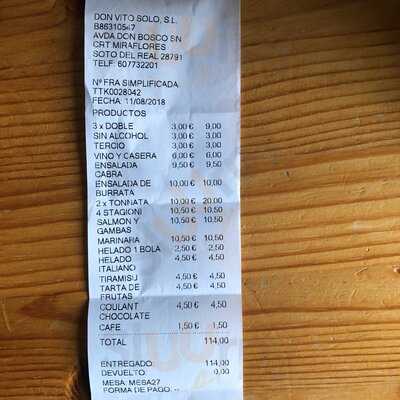 DON VITO SOLO, S.L.
B86310547
AVDA DON BOSCO SN
CRT MIRAFLORES
SOTO DEL REAL 28791
TELF: 607732201
Nº FRA SIMPLIFICADA:
TTK0028042
FECHA: 11/08/2018
PRODUCTOS
3 x DOBLE 3,00 € 9,00
SIN ALCOHOL 3,00 € 3,00
TERCIO 3,00 € 3,00
VINO Y CASERA 6,00 € 6,00
ENSALADA 9,50 € 9,50
CABRA
ENSALADA DE 10,00 € 10,00
BURRATA
2 x TONNATA 10,00 € 20,00
4 STAGIONI 10,50 € 10,50
SALMON Y 10,50 € 10,50
GAMBAS
MARINARA 10,50 € 10,50
HELADO 1 BOLA 2,50 € 2,50
HELADO 4,50 € 4,50
ITALIANO
TIRAMISU 4,50 € 4,50
TARTA DE 4,50 € 4,50
FRUTAS
COULANT 4,50 € 4,50
CHOCOLATE
CAFE 1,50 € 1,50
TOTAL 114,00
ENTREGADO: 114,00
DEVUELTO: 0,00
MESA: MESA27
FORMA DE PAGO: